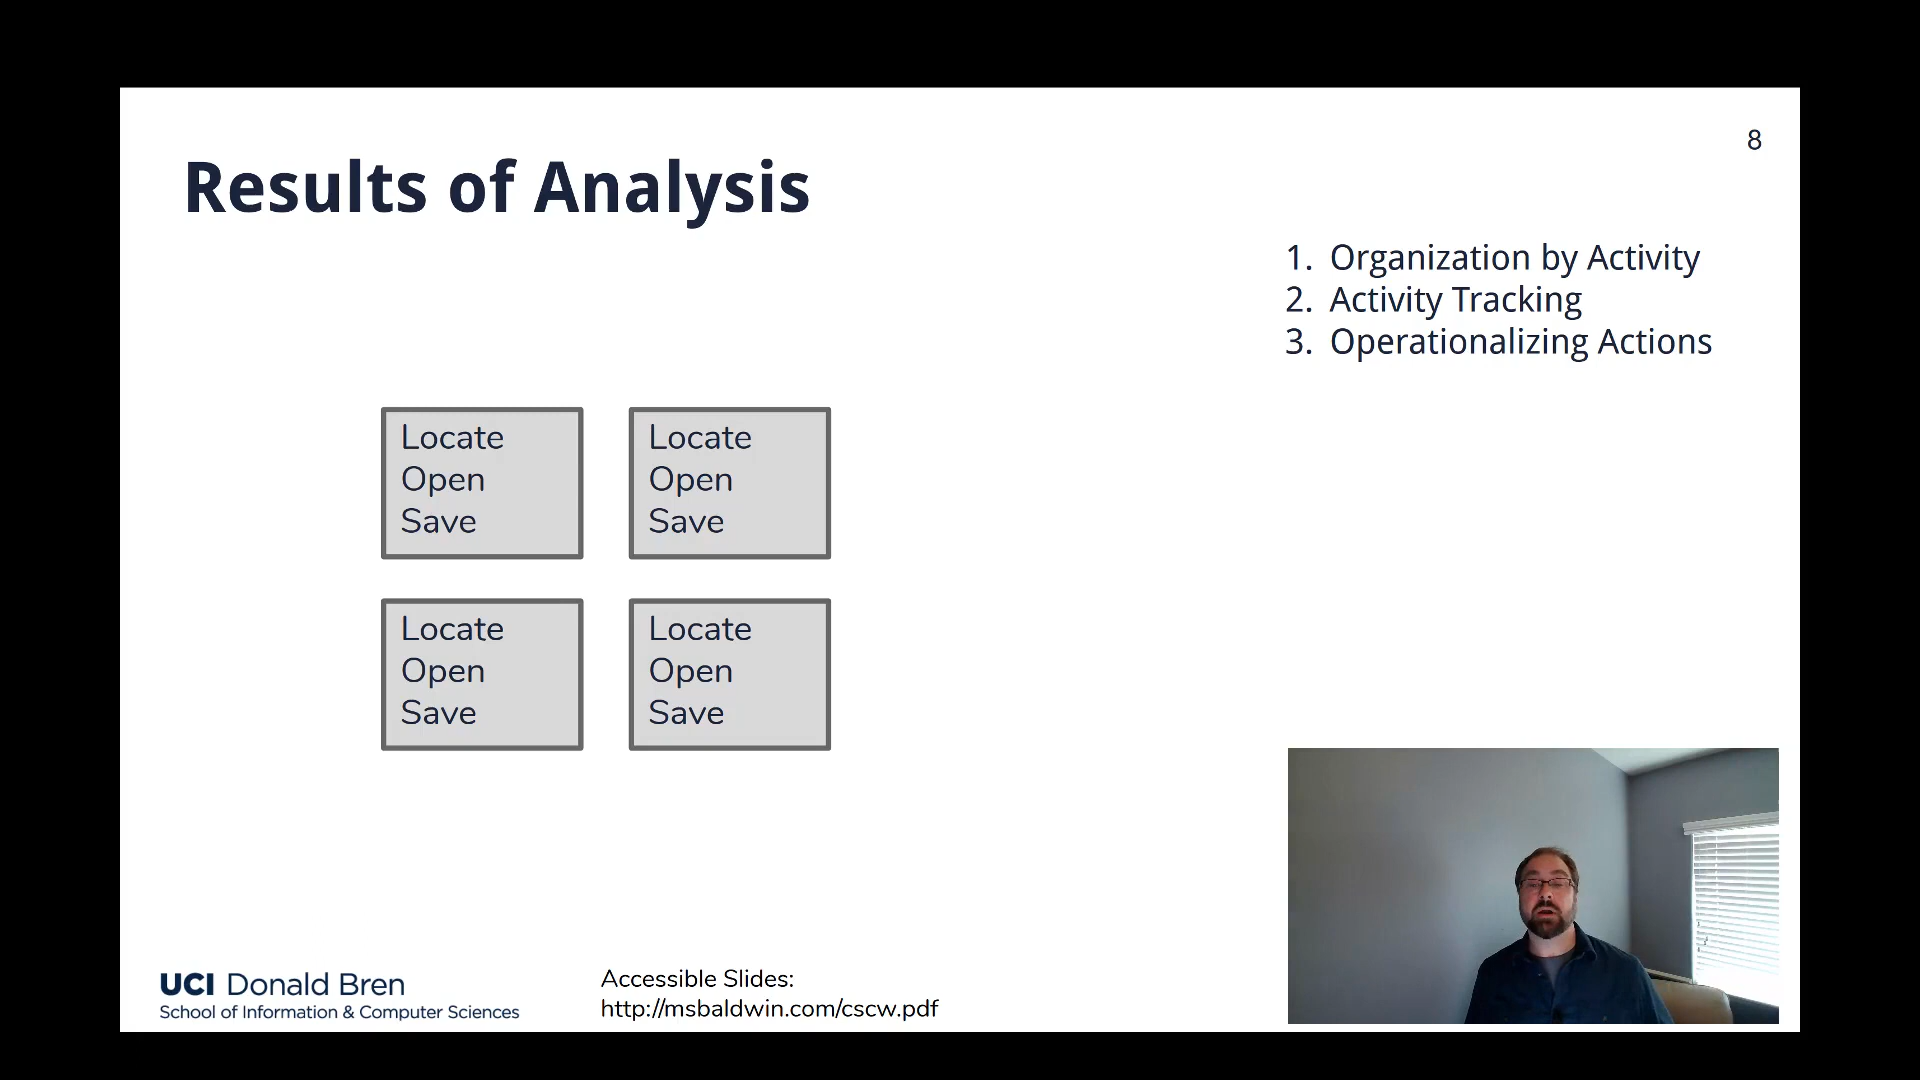 8
Results of Analysis
1. Organization by Activity
2. Activity Tracking
3. Operationalizing Actions
Locate
Open
Save
Locate
Open
Save
Locate
Open
Save
Locate
Open
Save
UCI Donald Bren
School of Information & Computer Sciences
Accessible Slides:
http://msbaldwin.com/cscw.pdf